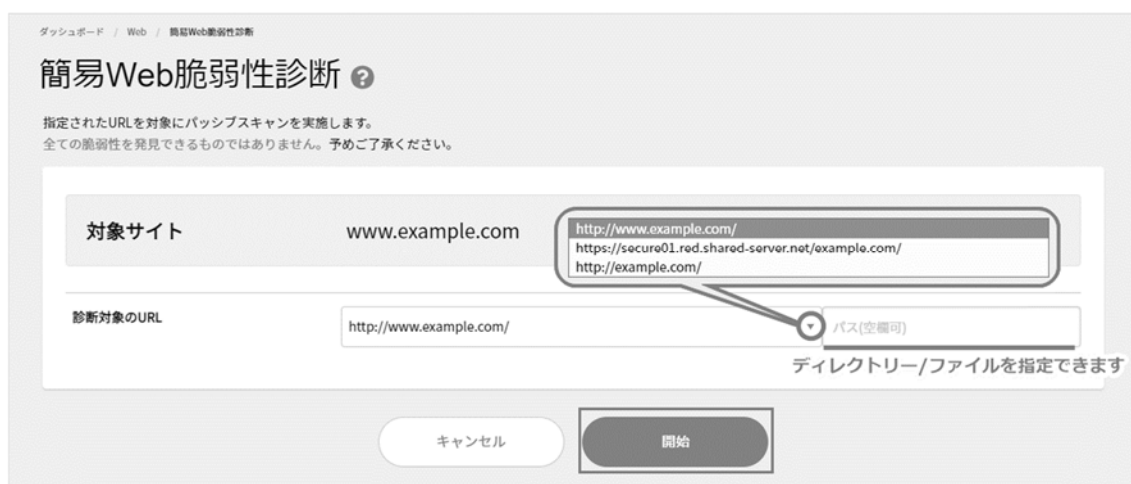 ダッシュボード / Web / 簡易Web脆弱性診断
簡易Web脆弱性診断 ?
指定されたURLを対象にパッシブスキャンを実施します。
全ての脆弱性を発見できるものではありません。予めご了承ください。
対象サイト www.example.com
http://www.example.com/
https://secure01.red.shared-server.net/example.com/
http://example.com/
診断対象のURL http://www.example.com/ パス(空欄可)
ディレクトリー/ファイルを指定できます
キャンセル 開始